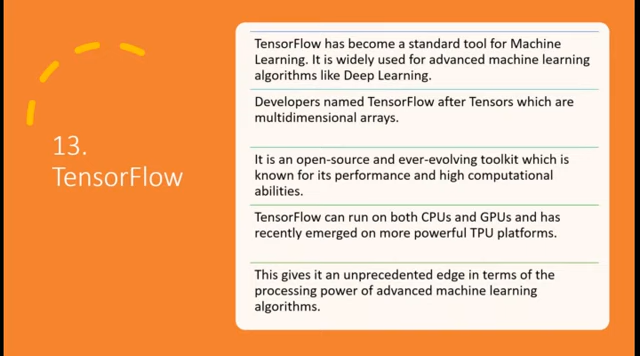 13.
TensorFlow
TensorFlow has become a standard tool for Machine
Learning. It is widely used for advanced machine learning
algorithms like Deep Learning.
Developers named TensorFlow after Tensors which are
multidimensional arrays.
It is an open-source and ever-evolving toolkit which is
known for its performance and high computational
abilities.
TensorFlow can run on both CPUs and GPUs and has
recently emerged on more powerful TPU platforms.
This gives it an unprecedented edge in terms of the
processing power of advanced machine learning
algorithms.